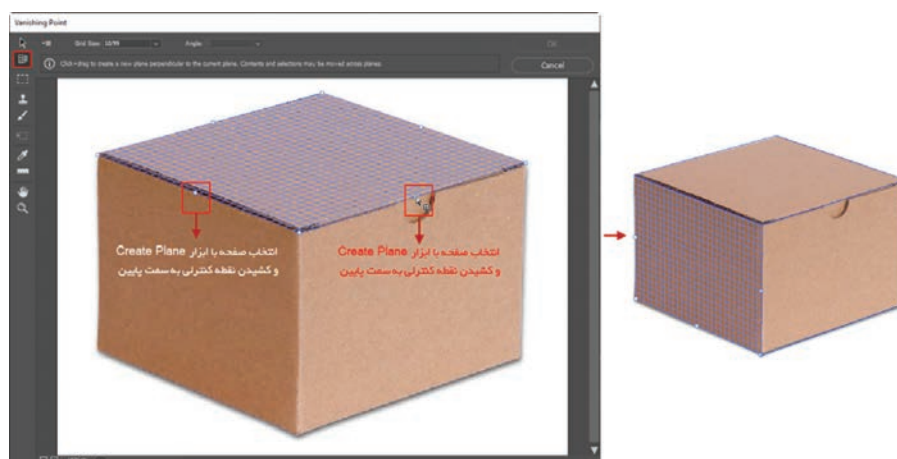 Vanishing Point
Grid Size:
Angle:
OK
Click+drag to create a new plane perpendicular to the current plane. Contents and selections may be moved across planes.
Cancel
انتخاب صفحه با ابزار Create Plane
و کشیدن نقطه کنترلی به سمت پایین
انتخاب صفحه با ابزار Create Plane
و کشیدن نقطه کنترلی به سمت پایین